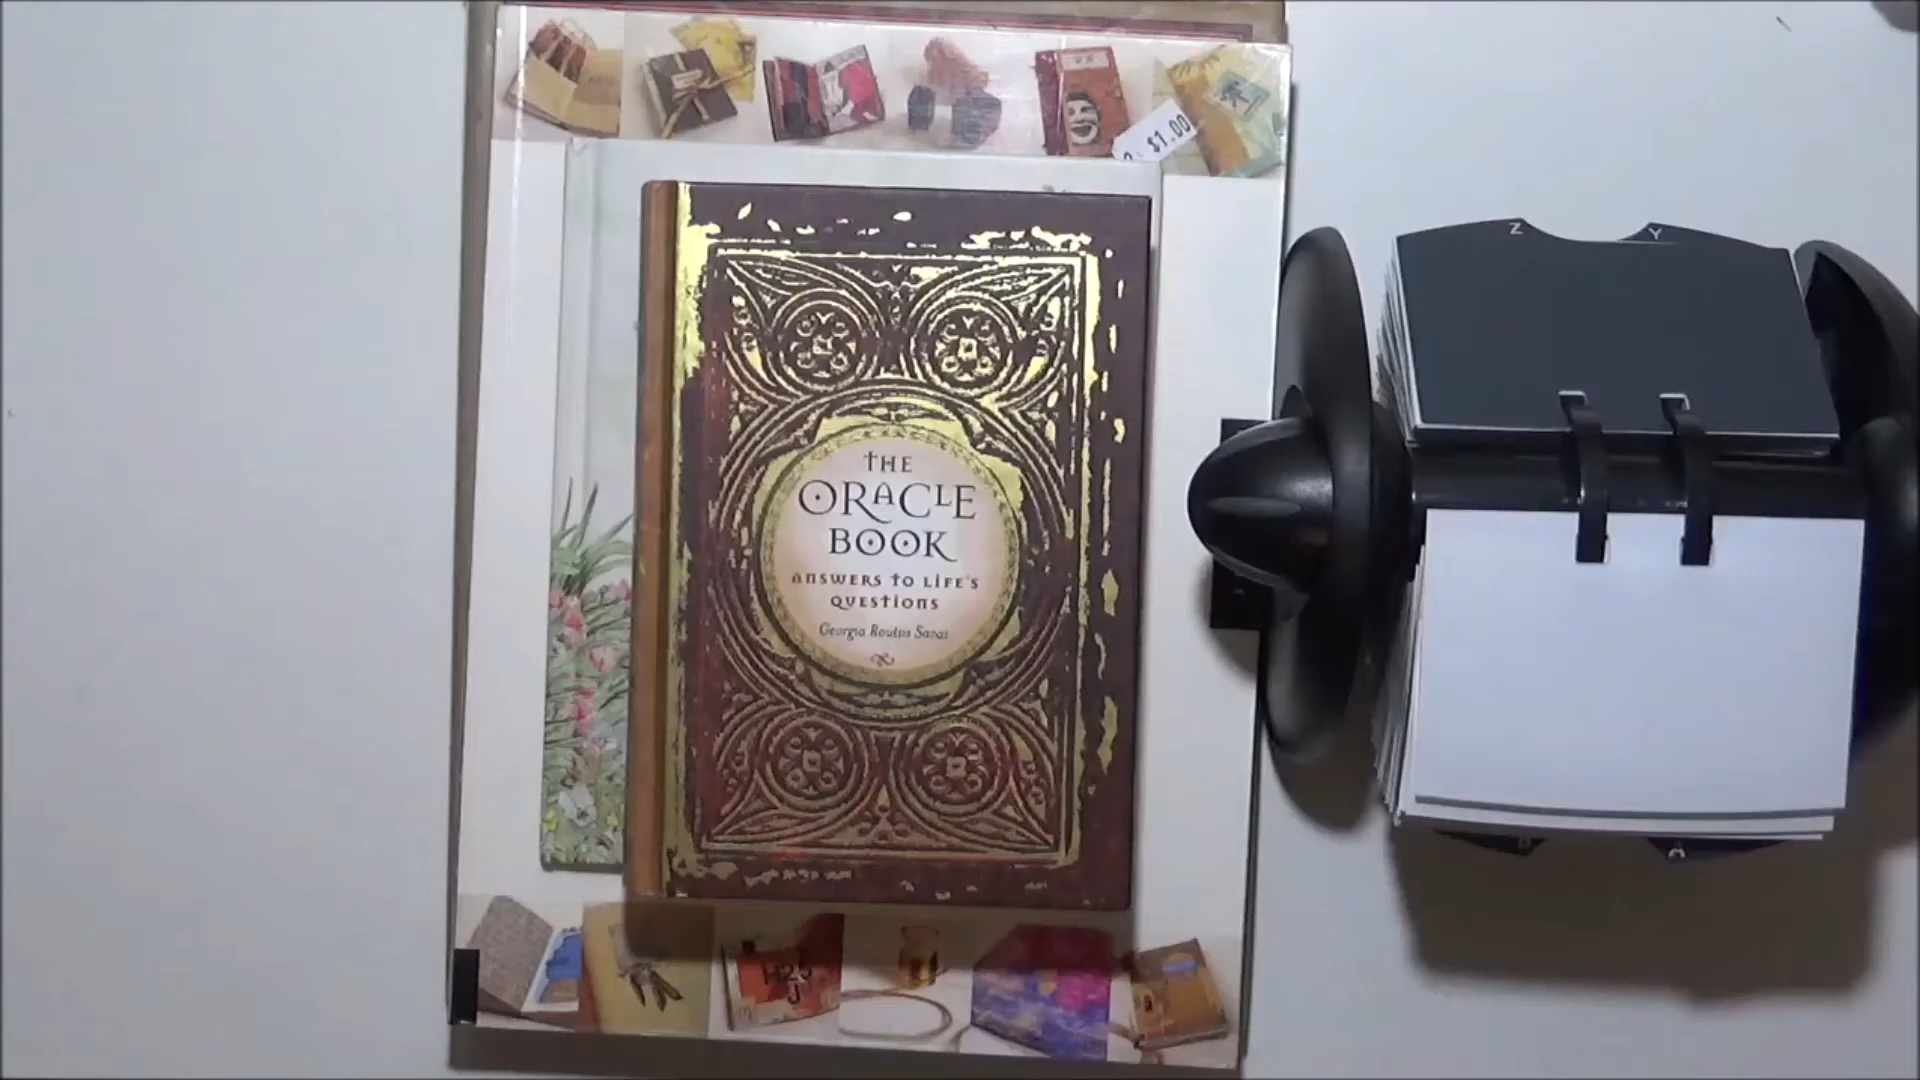 $1.00
Z
Y
THE
ORACLE
BOOK
ANSWERS TO LIFE'S
QUESTIONS
Georgia Routsis Savas